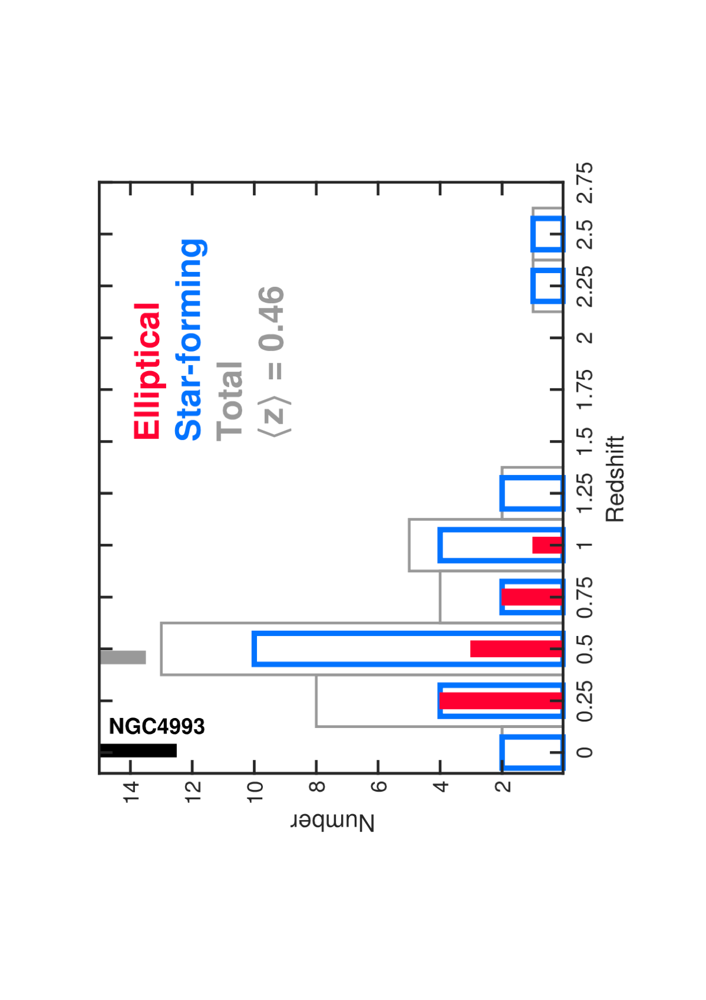 NGC4993
Elliptical
Star-forming
Total
⟨z⟩ = 0.46
14
12
10
8
6
4
2
Number
0
0.25
0.5
0.75
1
1.25
1.5
1.75
2
2.25
2.5
2.75
Redshift